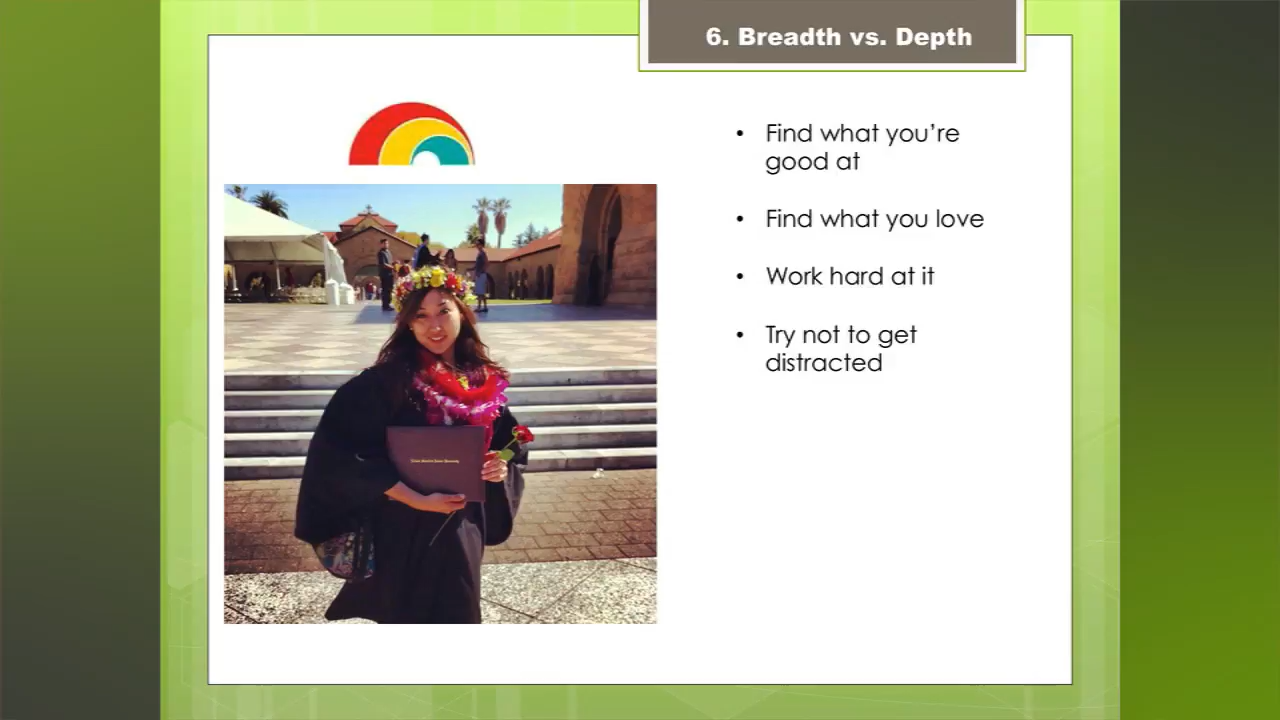 6. Breadth vs. Depth
• Find what you’re
good at
• Find what you love
• Work hard at it
• Try not to get
distracted